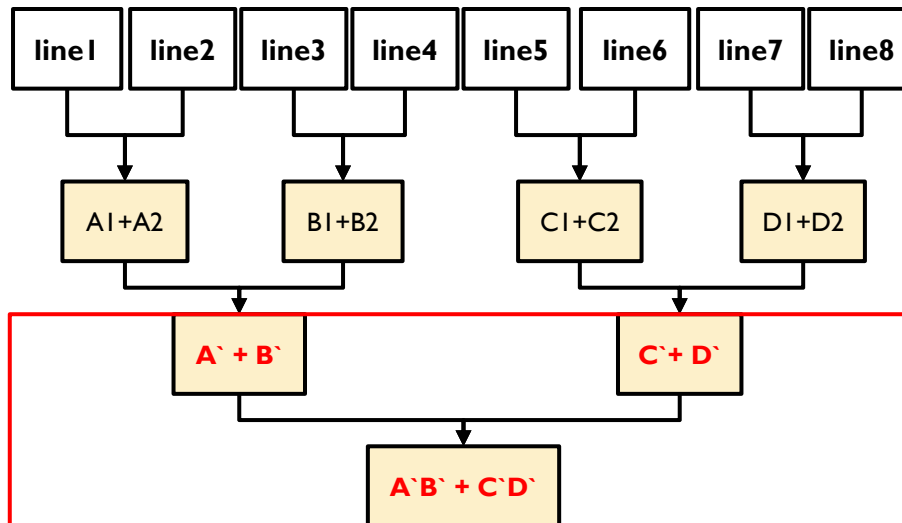 line1 line2 line3 line4 line5 line6 line7 line8
A1+A2 B1+B2 C1+C2 D1+D2
A` + B` C`+ D`
A`B` + C`D`